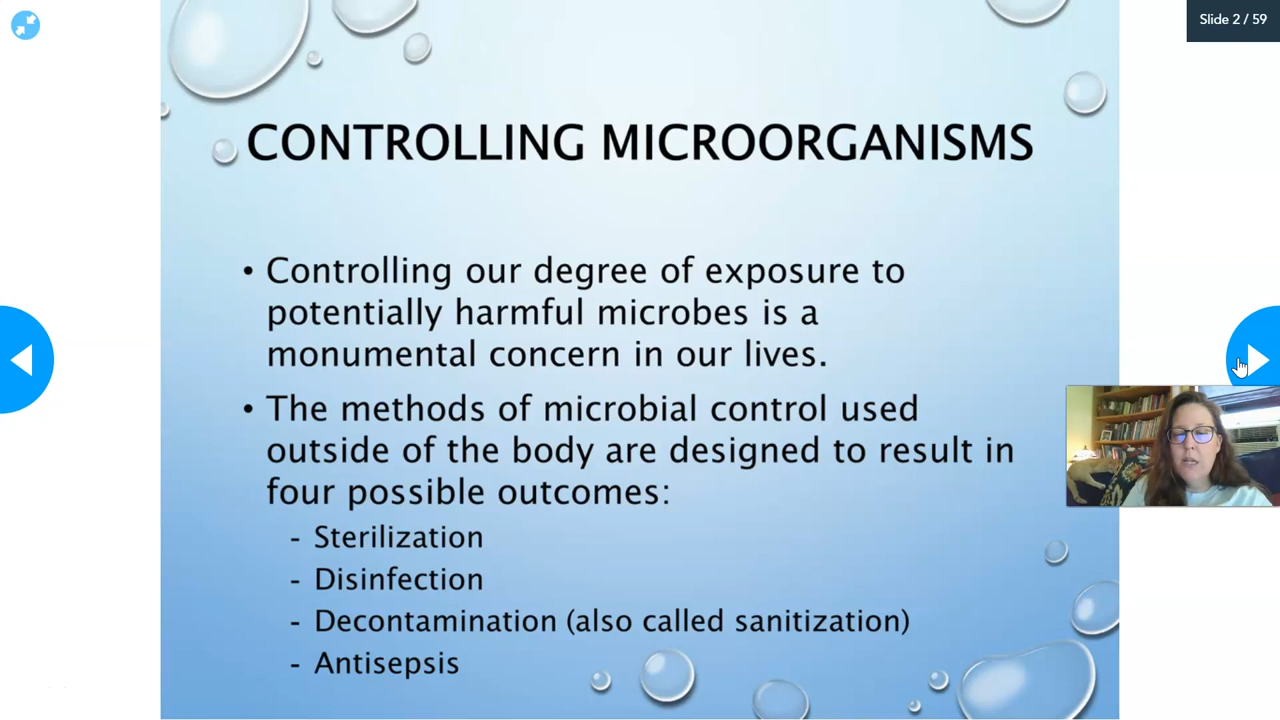 Slide 2 / 59
CONTROLLING MICROORGANISMS
• Controlling our degree of exposure to
potentially harmful microbes is a
monumental concern in our lives.
• The methods of microbial control used
outside of the body are designed to result in
four possible outcomes:
- Sterilization
- Disinfection
- Decontamination (also called sanitization)
- Antisepsis